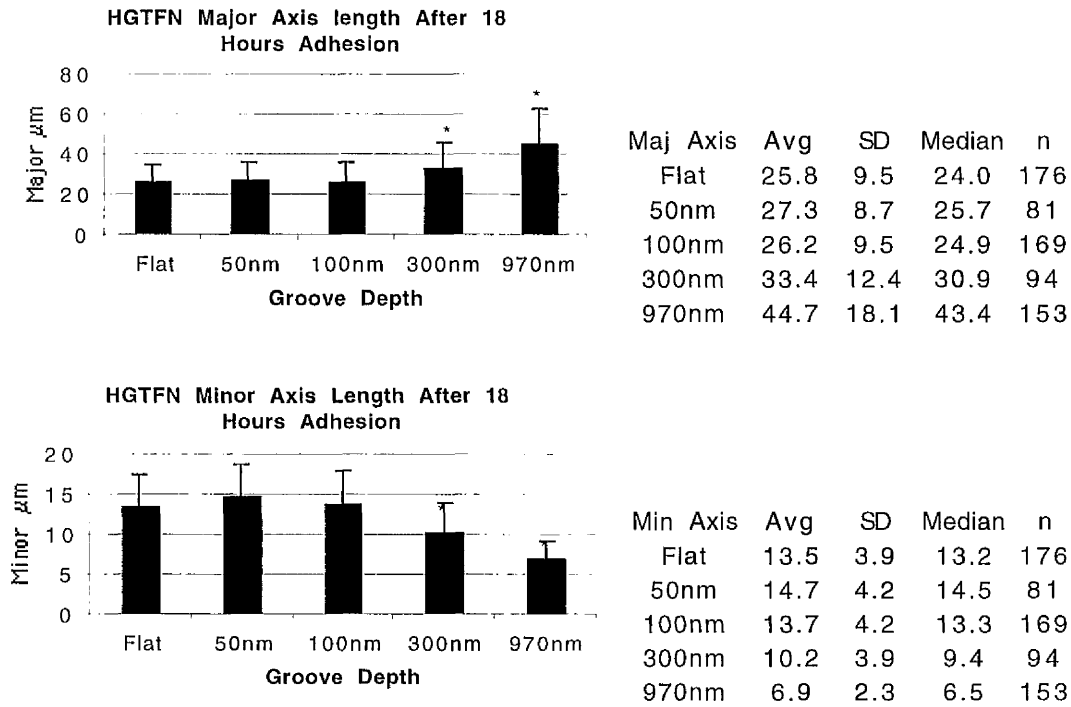 HGTFN Major Axis length After 18
Hours Adhesion
80
60
40
20
0
Major µm
* *
Flat 50nm 100nm 300nm 970nm
Groove Depth
Maj Axis Avg SD Median n
Flat 25.8 9.5 24.0 176
50nm 27.3 8.7 25.7 81
100nm 26.2 9.5 24.9 169
300nm 33.4 12.4 30.9 94
970nm 44.7 18.1 43.4 153
HGTFN Minor Axis Length After 18
Hours Adhesion
20
15
10
5
0
Minor µm
* *
Flat 50nm 100nm 300nm 970nm
Groove Depth
Min Axis Avg SD Median n
Flat 13.5 3.9 13.2 176
50nm 14.7 4.2 14.5 81
100nm 13.7 4.2 13.3 169
300nm 10.2 3.9 9.4 94
970nm 6.9 2.3 6.5 153